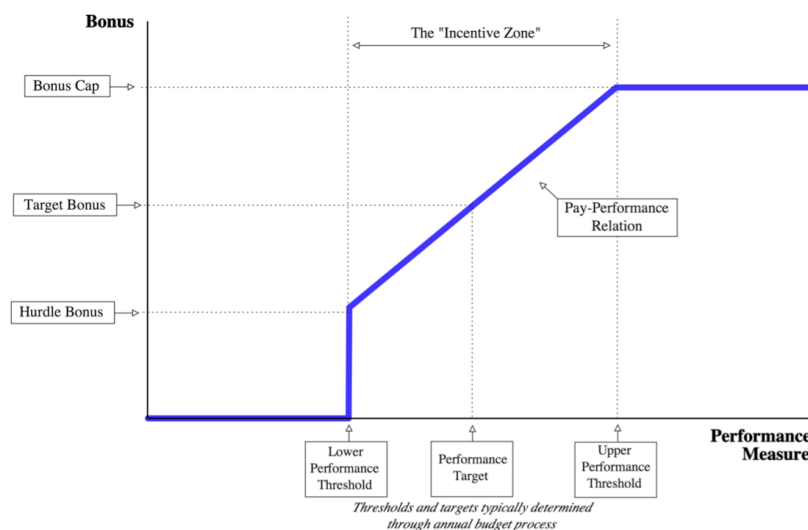 Bonus
The "Incentive Zone"
Bonus Cap
Target Bonus
Pay-Performance
Relation
Hurdle Bonus
Performance
Measure
Lower
Performance
Threshold
Performance
Target
Upper
Performance
Threshold
Thresholds and targets typically determined
through annual budget process